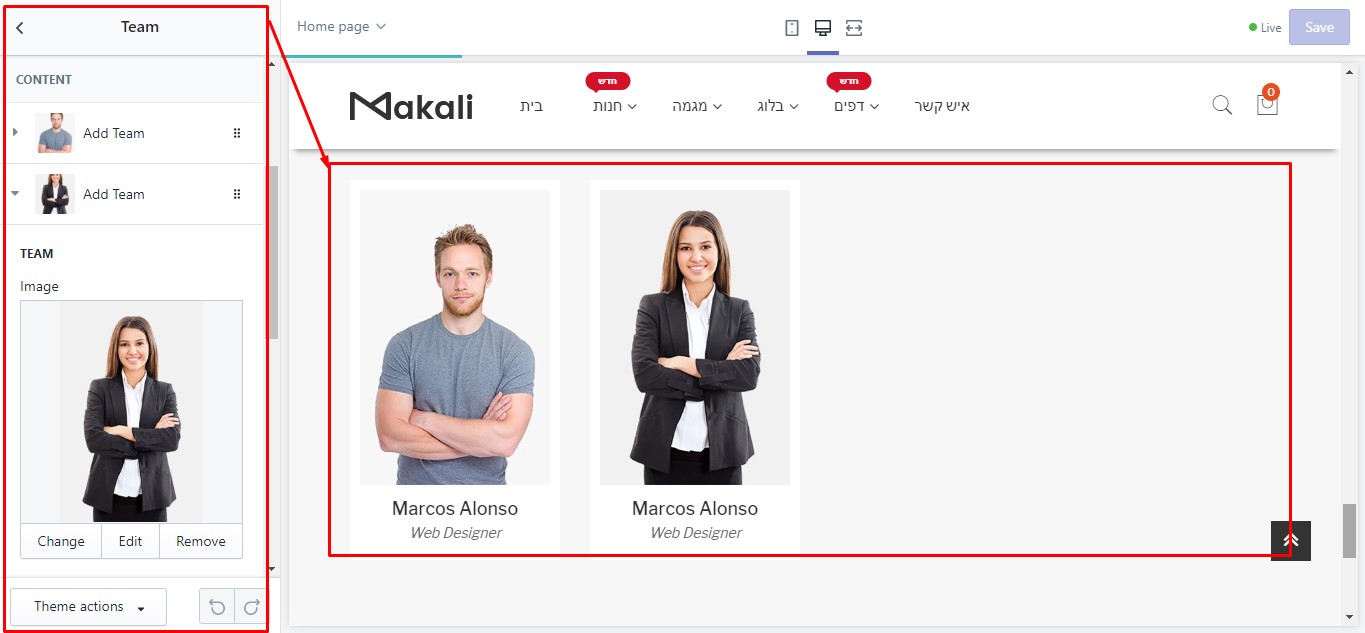 Team
CONTENT
Add Team
Add Team
TEAM
Image
Change Edit Remove
Theme actions
Home page
Live
Save
Makali
בית
חדש
חנות
מגמה
בלוג
חדש
דפים
איש קשר
0
Marcos Alonso
Web Designer
Marcos Alonso
Web Designer